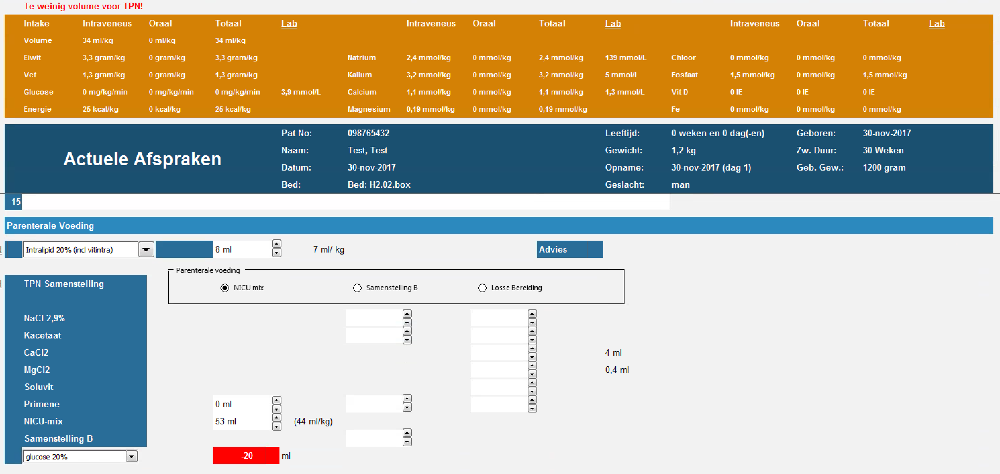 Te weinig volume voor TPN!
Intake Intraveneus Oraal Totaal Lab Intraveneus Oraal Totaal Lab Intraveneus Oraal Totaal Lab
Volume 34 ml/kg 0 ml/kg 34 ml/kg
Eiwit 3,3 gram/kg 0 gram/kg 3,3 gram/kg Natrium 2,4 mmol/kg 0 mmol/kg 2,4 mmol/kg 139 mmol/L Chloor 0 mmol/kg 0 mmol/kg 0 mmol/kg
Vet 1,3 gram/kg 0 gram/kg 1,3 gram/kg Kalium 3,2 mmol/kg 0 mmol/kg 3,2 mmol/kg 5 mmol/L Fosfaat 1,5 mmol/kg 0 mmol/kg 1,5 mmol/kg
Glucose 0 mg/kg/min 0 mg/kg/min 0 mg/kg/min 3,9 mmol/L Calcium 1,1 mmol/kg 0 mmol/kg 1,1 mmol/kg 1,3 mmol/L Vit D 0 IE 0 IE 0 IE
Energie 25 kcal/kg 0 kcal/kg 25 kcal/kg Magnesium 0,19 mmol/kg 0 mmol/kg 0,19 mmol/kg Fe 0 mmol/kg 0 mmol/kg 0 mmol/kg
Actuele Afspraken
Pat No: 098765432 Leeftijd: 0 weken en 0 dag(-en) Geboren: 30-nov-2017
Naam: Test, Test Gewicht: 1,2 kg Zw. Duur: 30 Weken
Datum: 30-nov-2017 Opname: 30-nov-2017 (dag 1) Geb. Gew.: 1200 gram
Bed: Bed: H2.02.box Geslacht: man
15
Parenterale Voeding
Intralipid 20% (incl vitintra) 8 ml 7 ml/ kg Advies
Parenterale voeding
TPN Samenstelling NICU mix Samenstelling B Losse Bereiding
NaCl 2,9%
Kacetaat
CaCl2 4 ml
MgCl2 0,4 ml
Soluvit
Primene 0 ml
NICU-mix 53 ml (44 ml/kg)
Samenstelling B
glucose 20% -20 ml